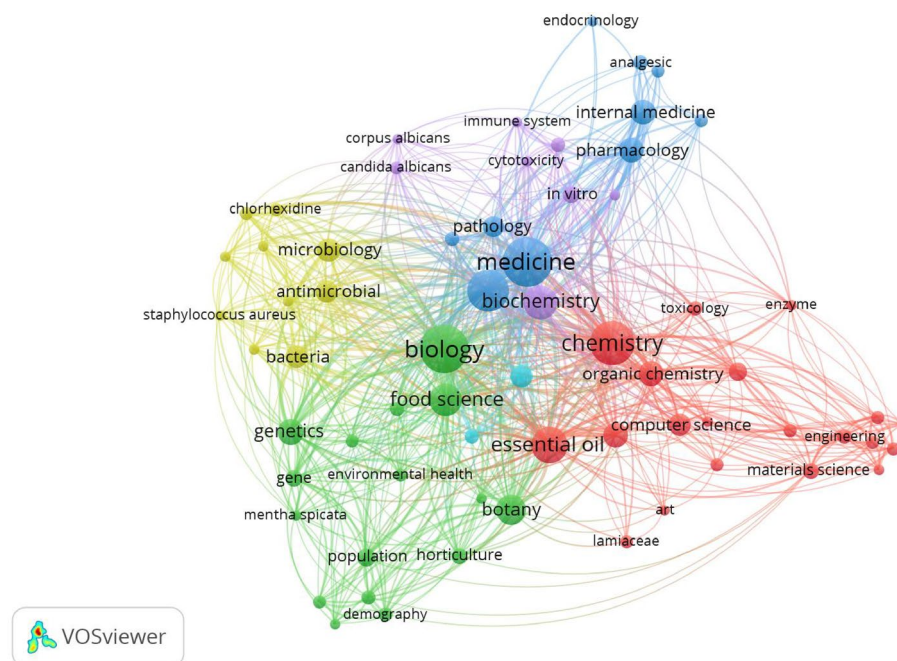 endocrinology
analgesic
internal medicine
immune system
corpus albicans
pharmacology
cytotoxicity
candida albicans
in vitro
chlorhexidine
pathology
microbiology
medicine
antimicrobial
biochemistry
enzyme
toxicology
staphylococcus aureus
chemistry
biology
bacteria
organic chemistry
food science
computer science
genetics
engineering
essential oil
materials science
environmental health
gene
botany
art
mentha spicata
lamiaceae
population
horticulture
demography
VOSviewer